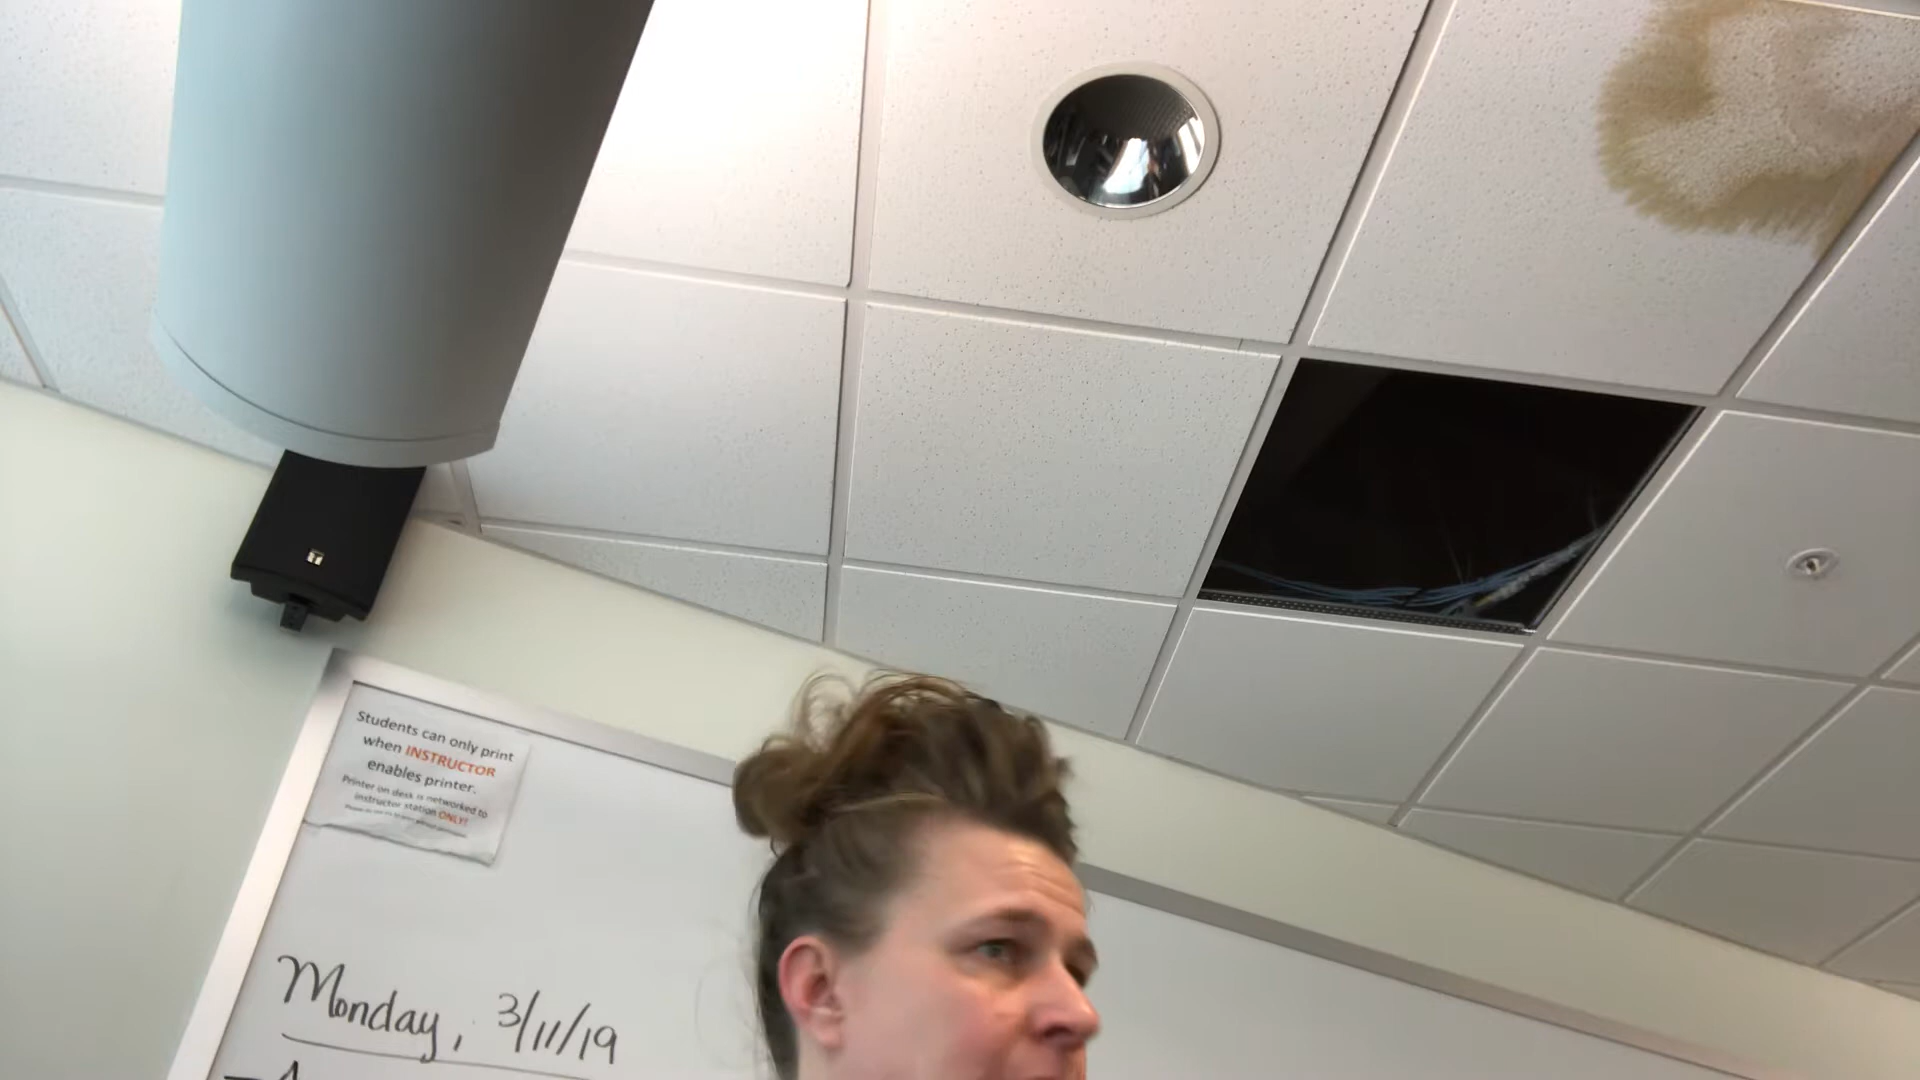 Students can only print
when INSTRUCTOR
enables printer.
Printer on desk is networked to
instructor station ONLY!
Monday, 3/11/19